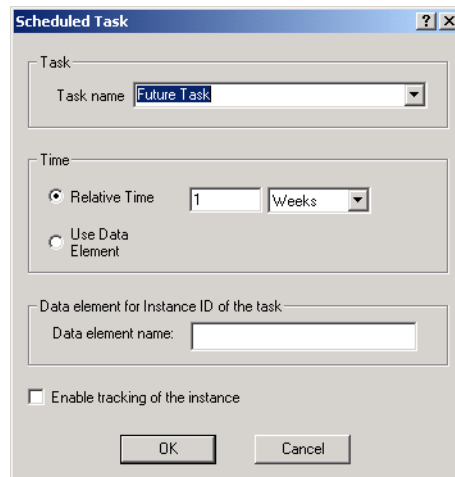 Scheduled Task
?
Task
Task name Future Task
Time
Relative Time 1 Weeks
Use Data
Element
Data element for Instance ID of the task
Data element name:
Enable tracking of the instance
OK Cancel